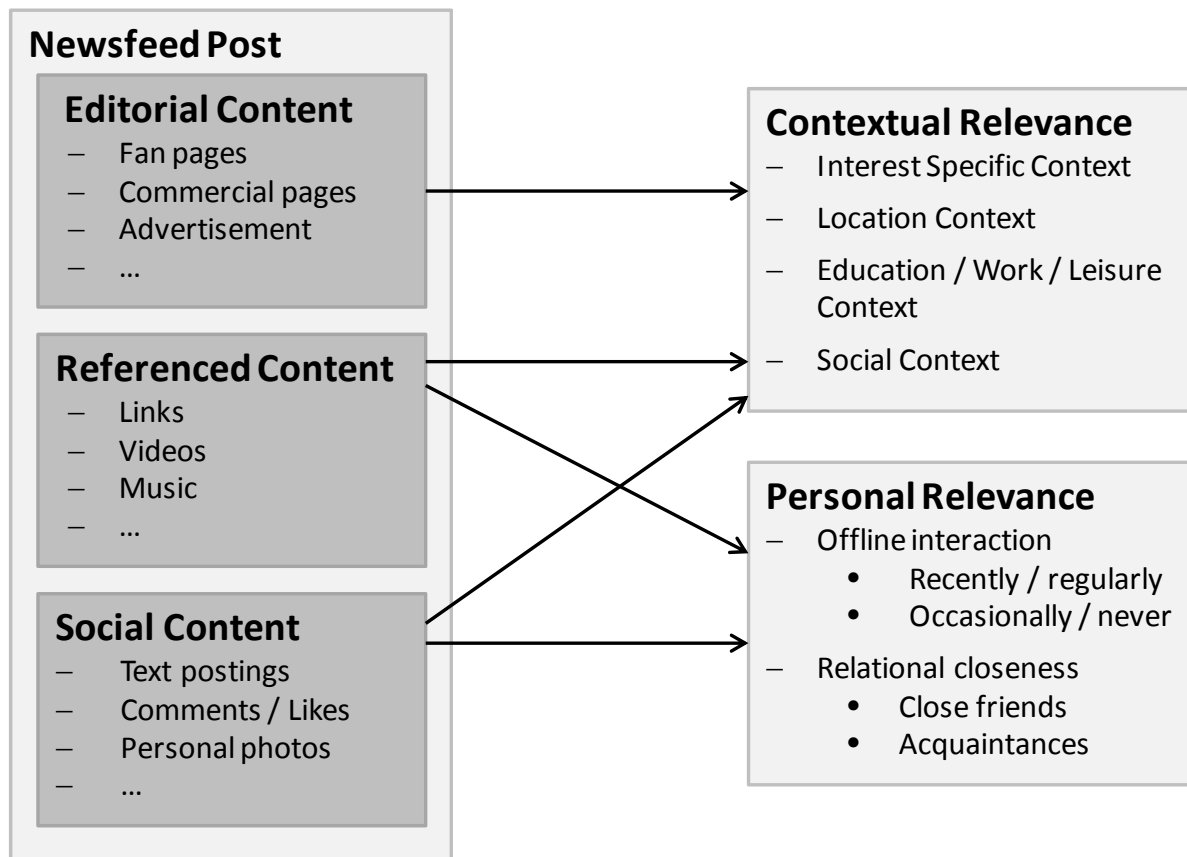 Newsfeed Post
Editorial Content
– Fan pages
– Commercial pages
– Advertisement
– ...
Referenced Content
– Links
– Videos
– Music
– ...
Social Content
– Text postings
– Comments / Likes
– Personal photos
– ...
Contextual Relevance
– Interest Specific Context
– Location Context
– Education / Work / Leisure
Context
– Social Context
Personal Relevance
– Offline interaction
• Recently / regularly
• Occasionally / never
– Relational closeness
• Close friends
• Acquaintances